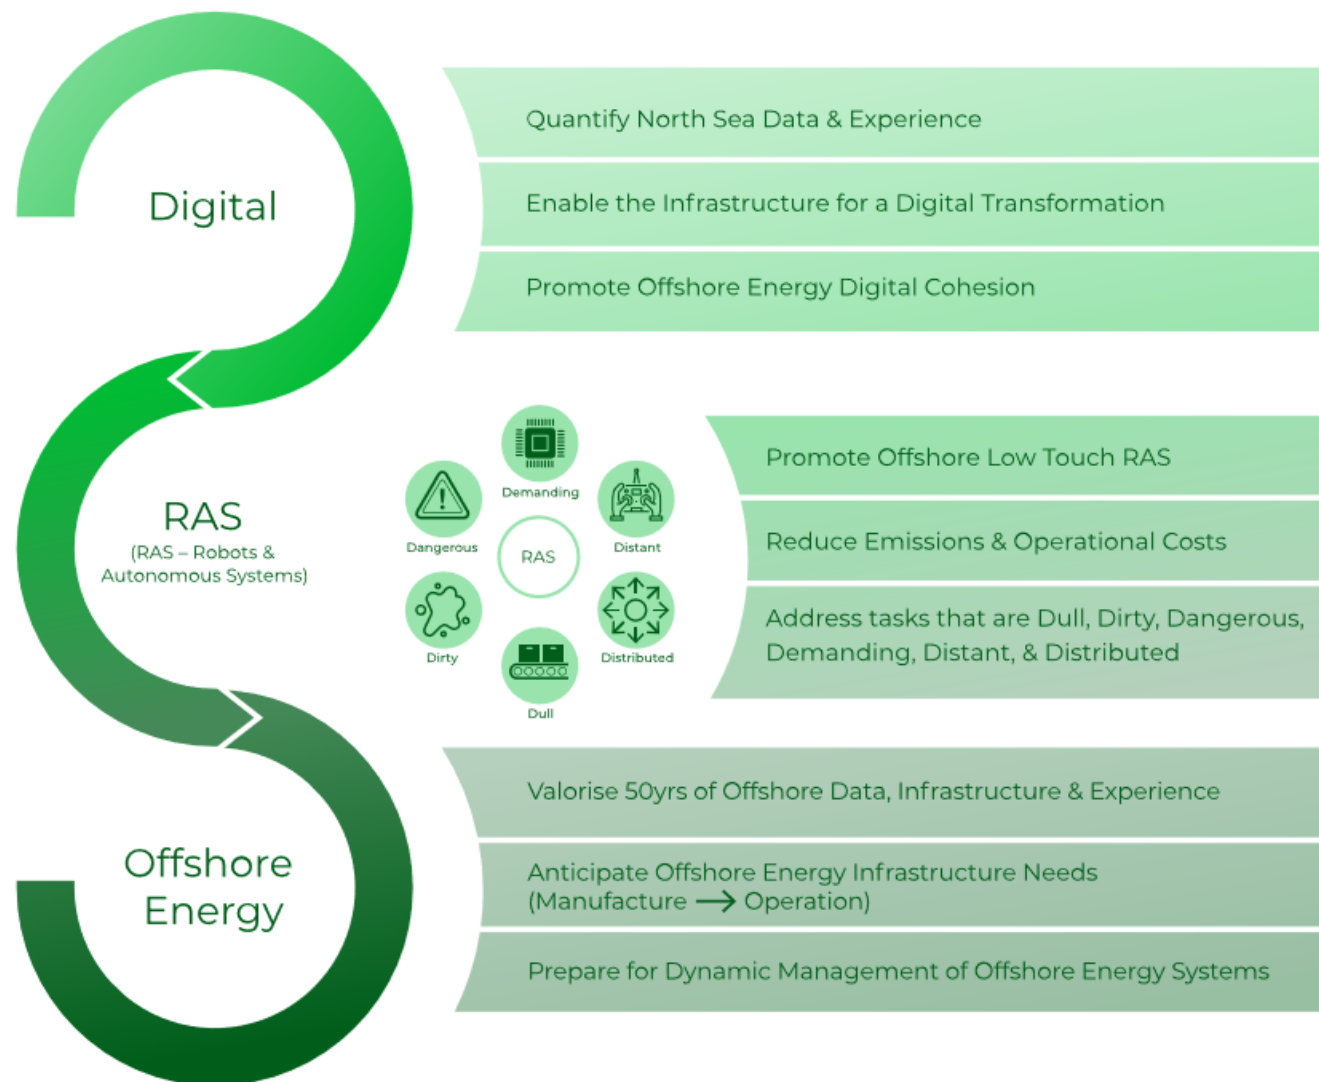 Digital
Quantify North Sea Data & Experience
Enable the Infrastructure for a Digital Transformation
Promote Offshore Energy Digital Cohesion
RAS
(RAS – Robots &
Autonomous Systems)
Demanding
Dangerous
Distant
RAS
Dirty
Distributed
Dull
Promote Offshore Low Touch RAS
Reduce Emissions & Operational Costs
Address tasks that are Dull, Dirty, Dangerous,
Demanding, Distant, & Distributed
Offshore
Energy
Valorise 50yrs of Offshore Data, Infrastructure & Experience
Anticipate Offshore Energy Infrastructure Needs
(Manufacture → Operation)
Prepare for Dynamic Management of Offshore Energy Systems